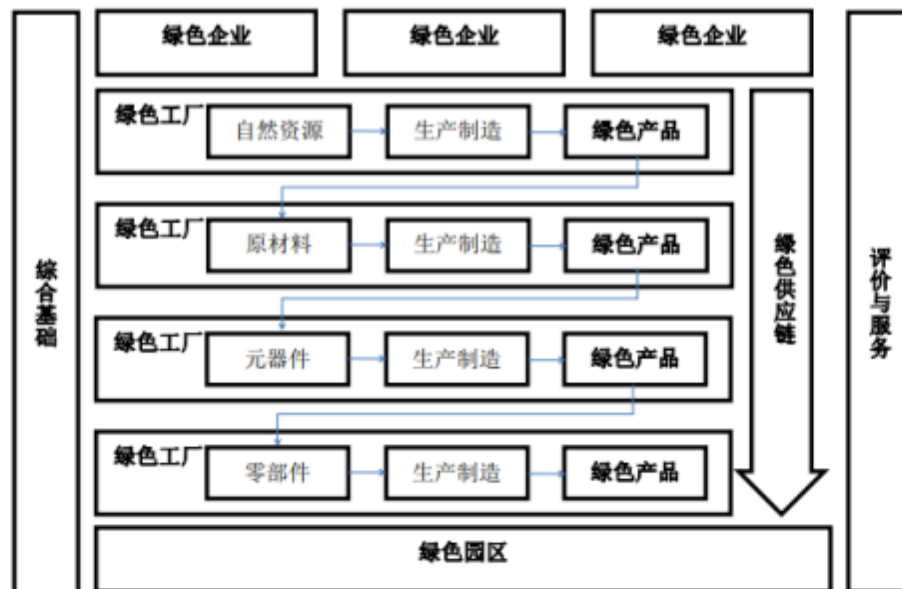 绿色企业
绿色企业
绿色企业
绿色工厂
自然资源
生产制造
绿色产品
绿色工厂
原材料
生产制造
绿色产品
绿色工厂
元器件
生产制造
绿色产品
绿色工厂
零部件
生产制造
绿色产品
综合基础
绿色供应链
评价与服务
绿色园区